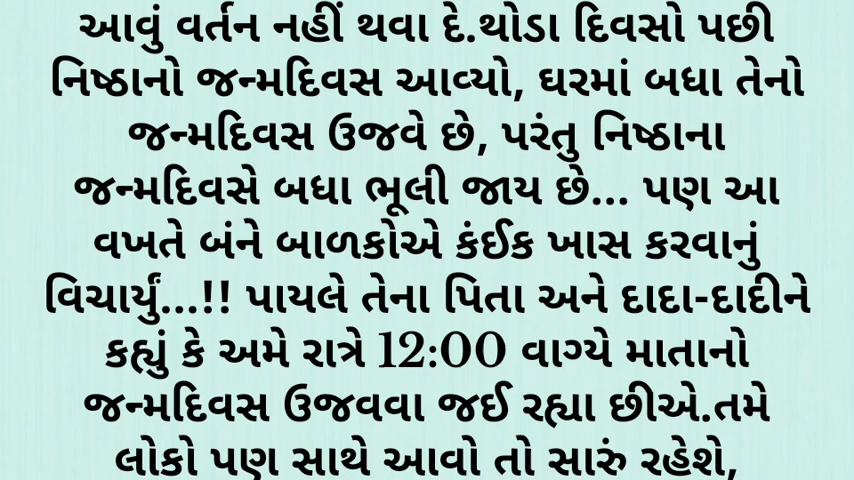 આવું વર્તન નહીં થવા દે.થોડા દિવસો પછી
નિષ્ઠાનો જન્મદિવસ આવ્યો, ઘરમાં બધા તેનો
જન્મદિવસ ઉજવે છે, પરંતુ નિષ્ઠાના
જન્મદિવસે બધા ભૂલી જાય છે... પણ આ
વખતે બંને બાળકોએ કંઈક ખાસ કરવાનું
વિચાર્યું...!! પાયલે તેના પિતા અને દાદા-દાદીને
કહ્યું કે અમે રાત્રે 12:00 વાગ્યે માતાનો
જન્મદિવસ ઉજવવા જઈ રહ્યા છીએ.તમે
લોકો પણ સાથે આવો તો સારું રહેશે,